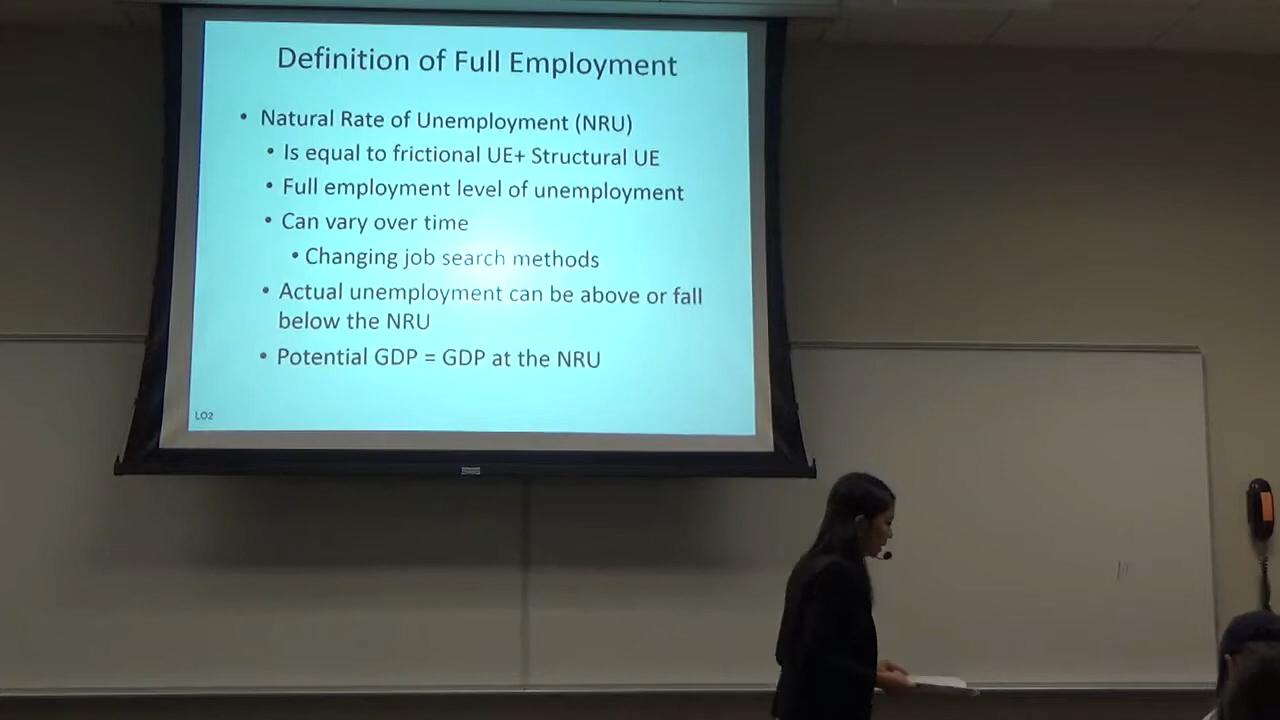 Definition of Full Employment
• Natural Rate of Unemployment (NRU)
• Is equal to frictional UE+ Structural UE
• Full employment level of unemployment
• Can vary over time
• Changing job search methods
• Actual unemployment can be above or fall
below the NRU
• Potential GDP = GDP at the NRU
LO2